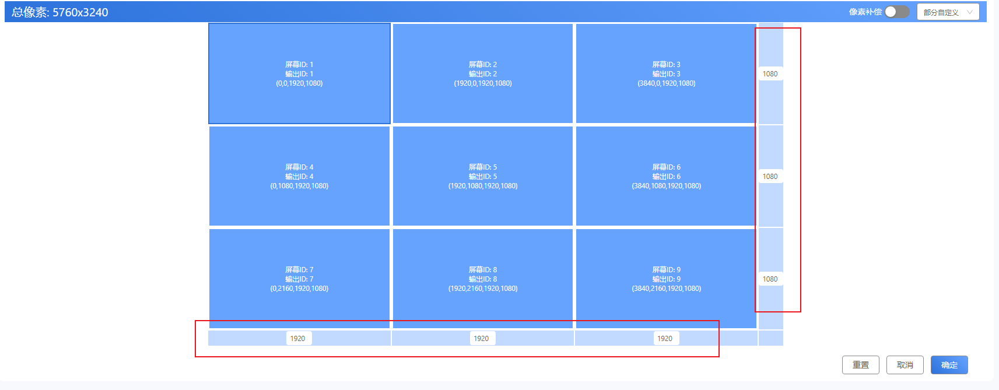 总像素: 5760x3240
像素补偿
部分自定义
屏幕ID: 1
输出ID: 1
(0,0,1920,1080)
屏幕ID: 2
输出ID: 2
(1920,0,1920,1080)
屏幕ID: 3
输出ID: 3
(3840,0,1920,1080)
1080
屏幕ID: 4
输出ID: 4
(0,1080,1920,1080)
屏幕ID: 5
输出ID: 5
(1920,1080,1920,1080)
屏幕ID: 6
输出ID: 6
(3840,1080,1920,1080)
1080
屏幕ID: 7
输出ID: 7
(0,2160,1920,1080)
屏幕ID: 8
输出ID: 8
(1920,2160,1920,1080)
屏幕ID: 9
输出ID: 9
(3840,2160,1920,1080)
1080
1920
1920
1920
重置
取消
确定